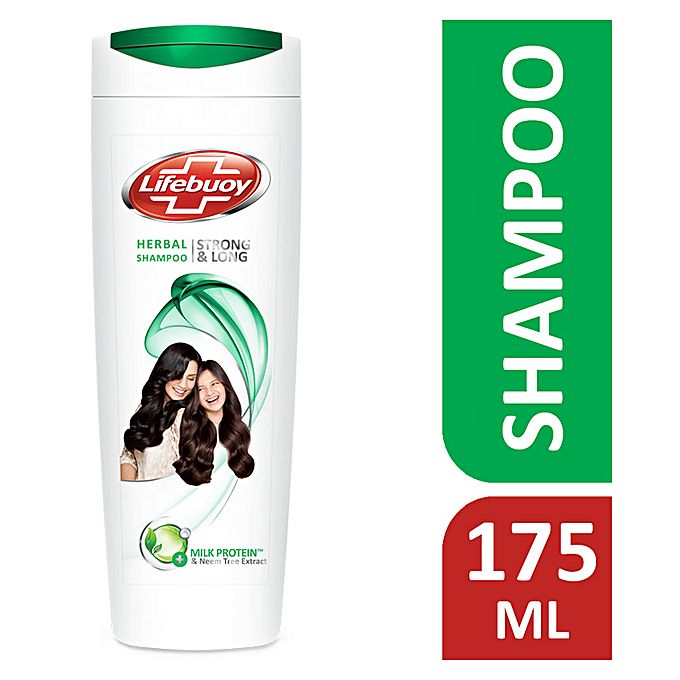 Lifebuoy
HERBAL SHAMPOO
STRONG & LONG
MILK PROTEIN™
& Neem Tree Extract
SHAMPOO
175
ML